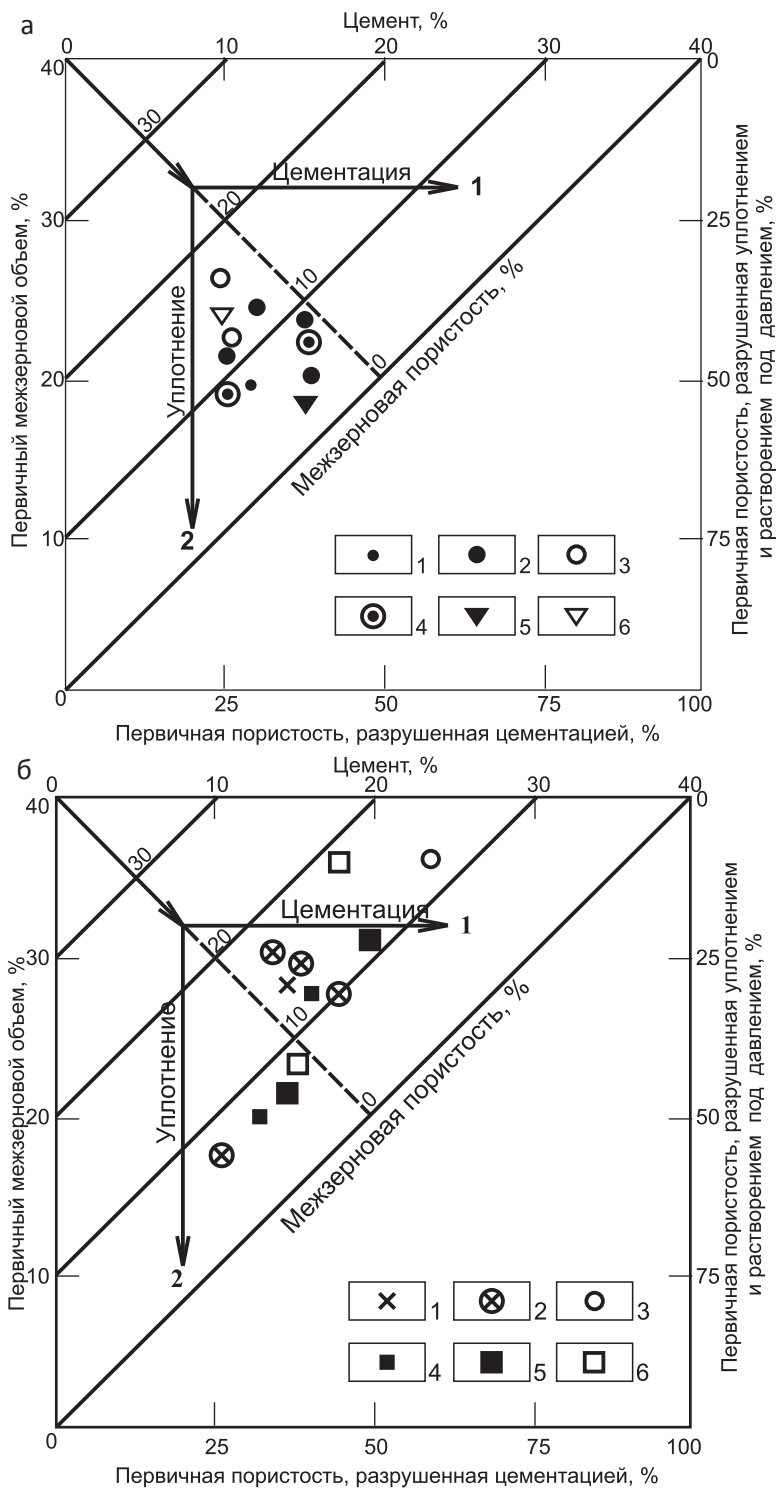 а
Цемент, %
0 10 20 30 40
40 0
30
Цементация 1
20
30 25
Первичный межзерновой объем, %
Уплотнение
10
0
Межзерновая пористость, %
20 50
Первичная пористость, разрушенная уплотнением
и растворением под давлением, %
10 75
2
1 2 3
4 5 6
0 25 50 75 100
Первичная пористость, разрушенная цементацией, %
б
Цемент, %
0 10 20 30 40
40 0
30
Цементация 1
20
30 25
Первичный межзерновой объем, %
Уплотнение
10
0
Межзерновая пористость, %
20 50
Первичная пористость, разрушенная уплотнением
и растворением под давлением, %
10 75
2
1 2 3
4 5 6
0 25 50 75 100
Первичная пористость, разрушенная цементацией, %